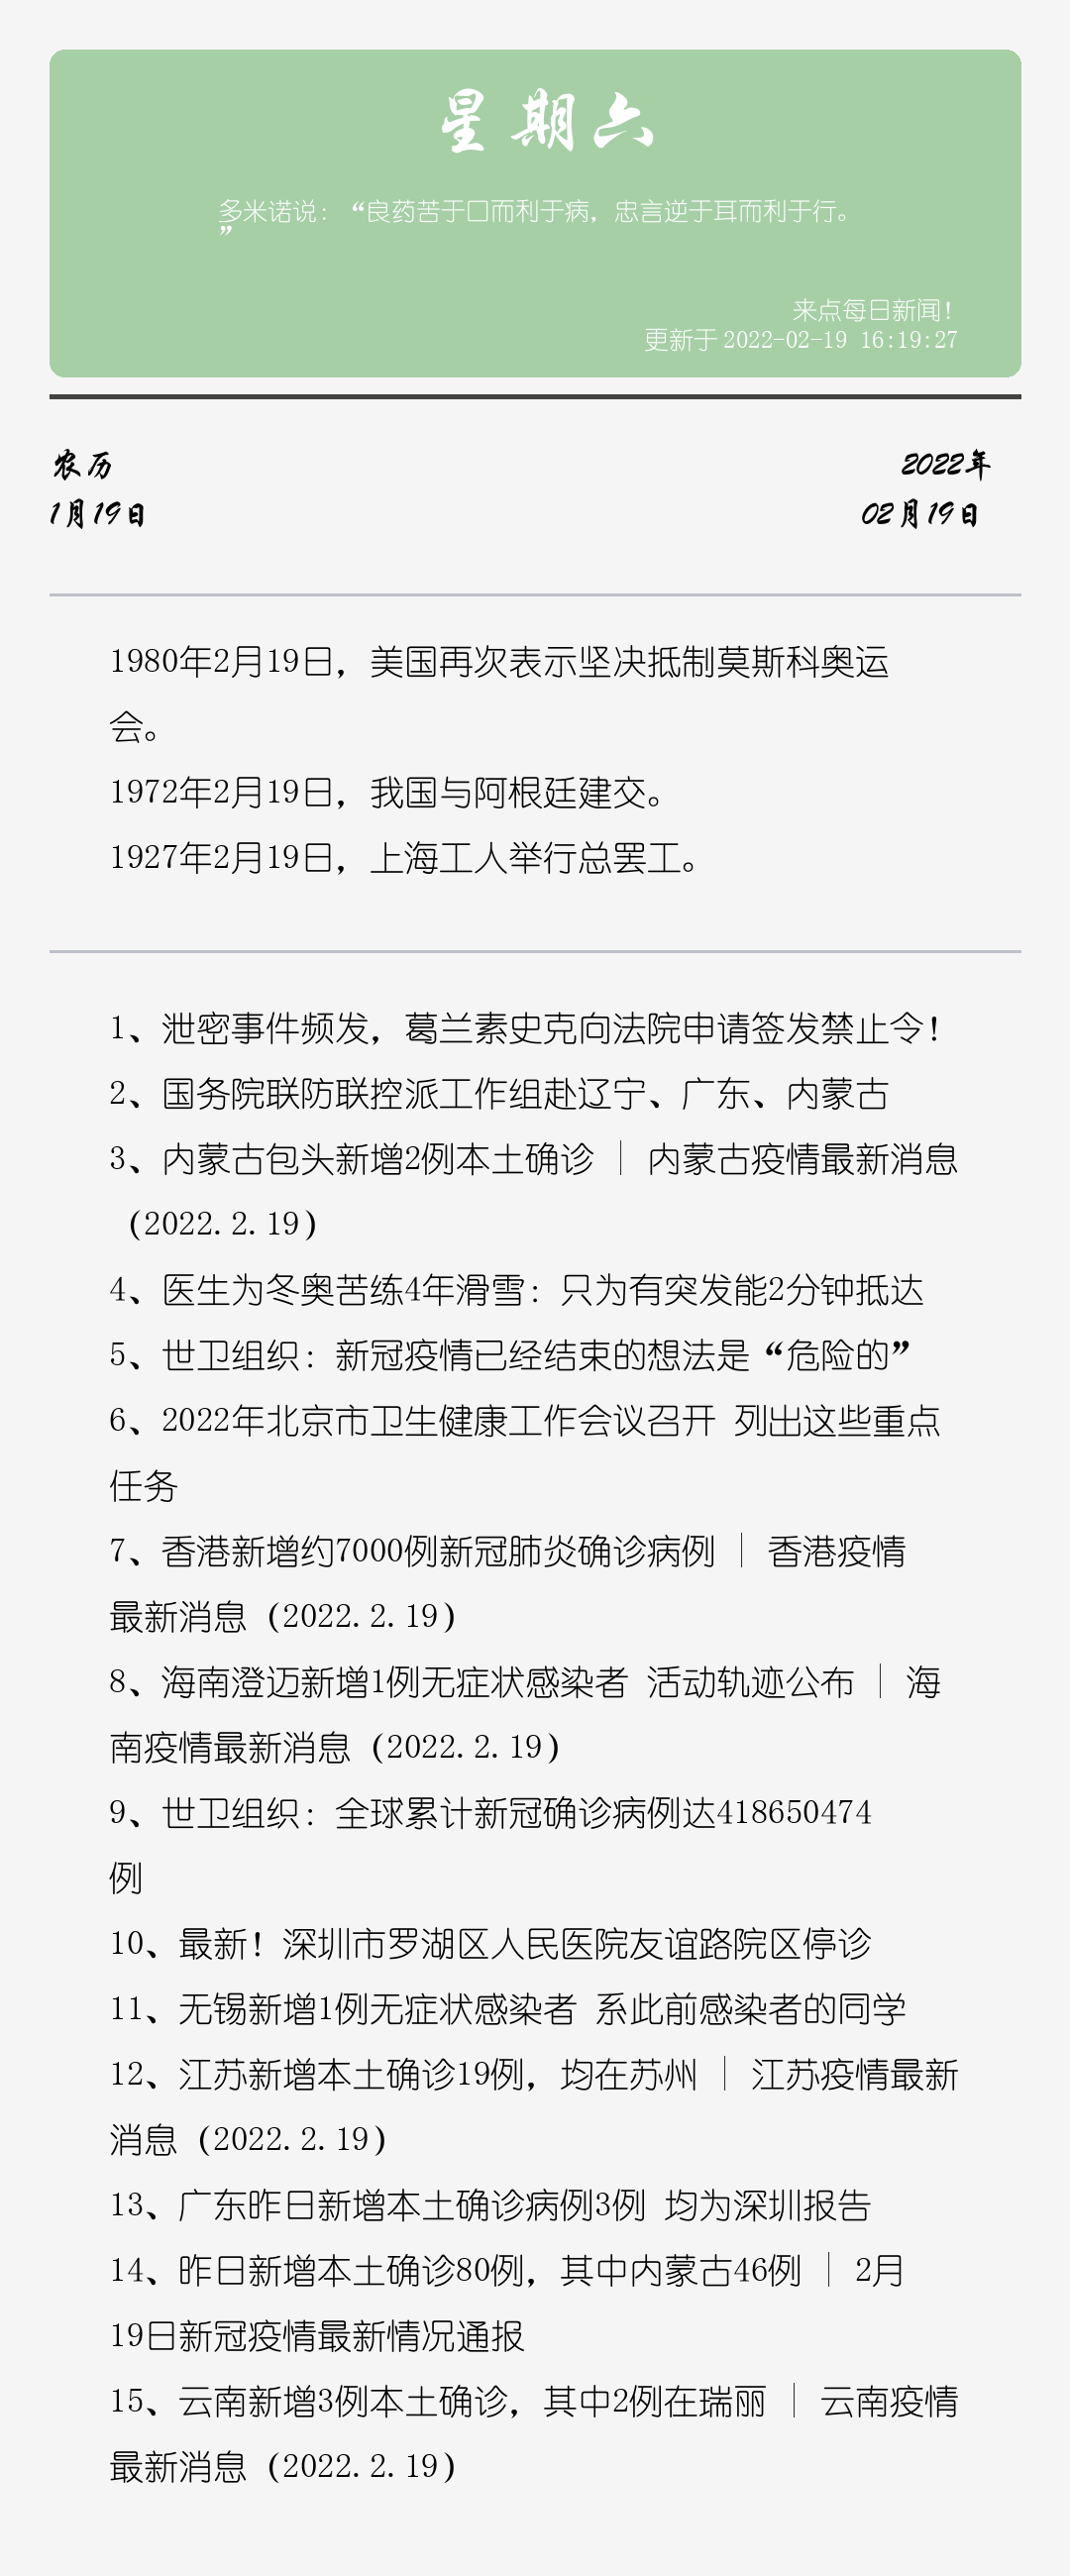 星期六
多米诺说：“良药苦于口而利于病，忠言逆于耳而利于行。
”
来点每日新闻！
更新于 2022-02-19 16:19:27
农历
2022年
1月19日
02月19日
1980年2月19日，美国再次表示坚决抵制莫斯科奥运
会。
1972年2月19日，我国与阿根廷建交。
1927年2月19日，上海工人举行总罢工。
1、泄密事件频发，葛兰素史克向法院申请签发禁止令！
2、国务院联防联控派工作组赴辽宁、广东、内蒙古
3、内蒙古包头新增2例本土确诊 ｜ 内蒙古疫情最新消息
（2022.2.19）
4、医生为冬奥苦练4年滑雪：只为有突发能2分钟抵达
5、世卫组织：新冠疫情已经结束的想法是“危险的”
6、2022年北京市卫生健康工作会议召开 列出这些重点
任务
7、香港新增约7000例新冠肺炎确诊病例 ｜ 香港疫情
最新消息（2022.2.19）
8、海南澄迈新增1例无症状感染者 活动轨迹公布 ｜ 海
南疫情最新消息（2022.2.19）
9、世卫组织：全球累计新冠确诊病例达418650474
例
10、最新！深圳市罗湖区人民医院友谊路院区停诊
11、无锡新增1例无症状感染者 系此前感染者的同学
12、江苏新增本土确诊19例，均在苏州 ｜ 江苏疫情最新
消息（2022.2.19）
13、广东昨日新增本土确诊病例3例 均为深圳报告
14、昨日新增本土确诊80例，其中内蒙古46例 ｜ 2月
19日新冠疫情最新情况通报
15、云南新增3例本土确诊，其中2例在瑞丽 ｜ 云南疫情
最新消息（2022.2.19）